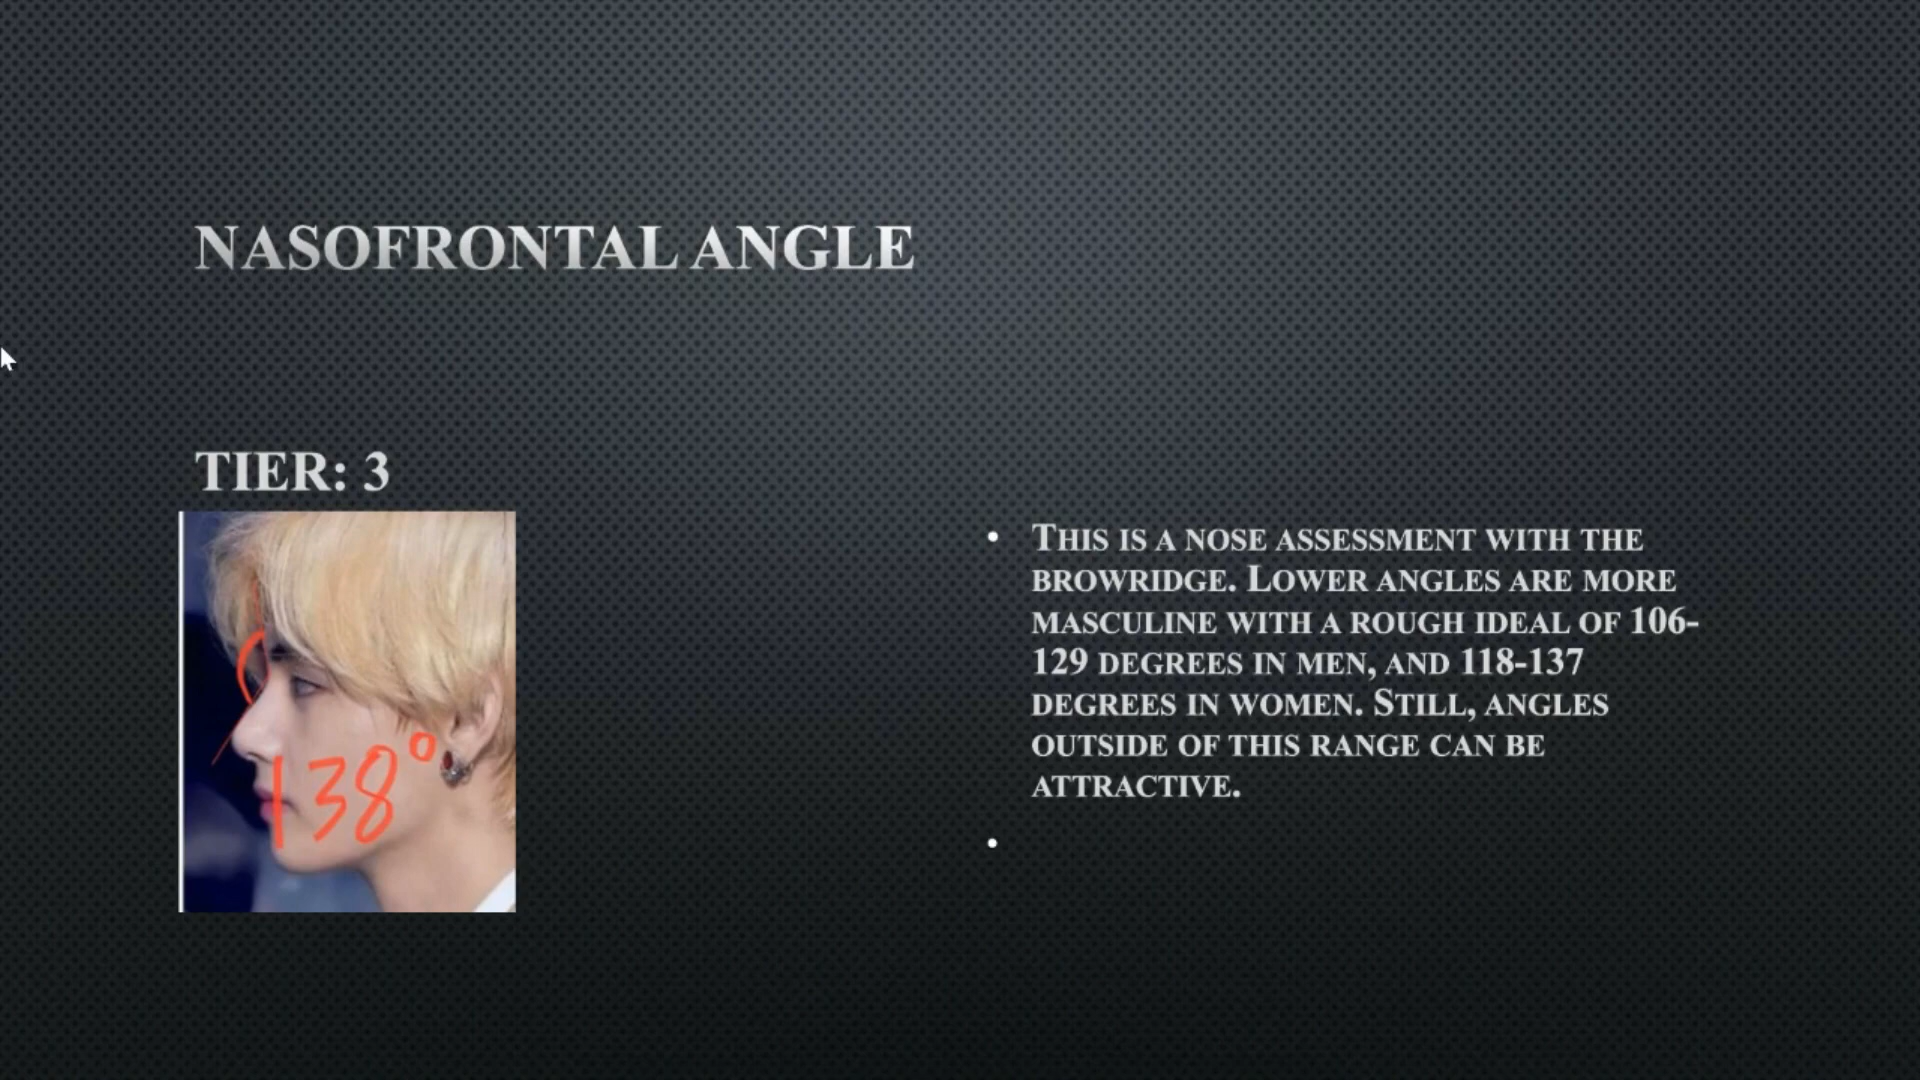 NASOFRONTAL ANGLE
TIER: 3
138°
• THIS IS A NOSE ASSESSMENT WITH THE
BROWRIDGE. LOWER ANGLES ARE MORE
MASCULINE WITH A ROUGH IDEAL OF 106-
129 DEGREES IN MEN, AND 118-137
DEGREES IN WOMEN. STILL, ANGLES
OUTSIDE OF THIS RANGE CAN BE
ATTRACTIVE.
•